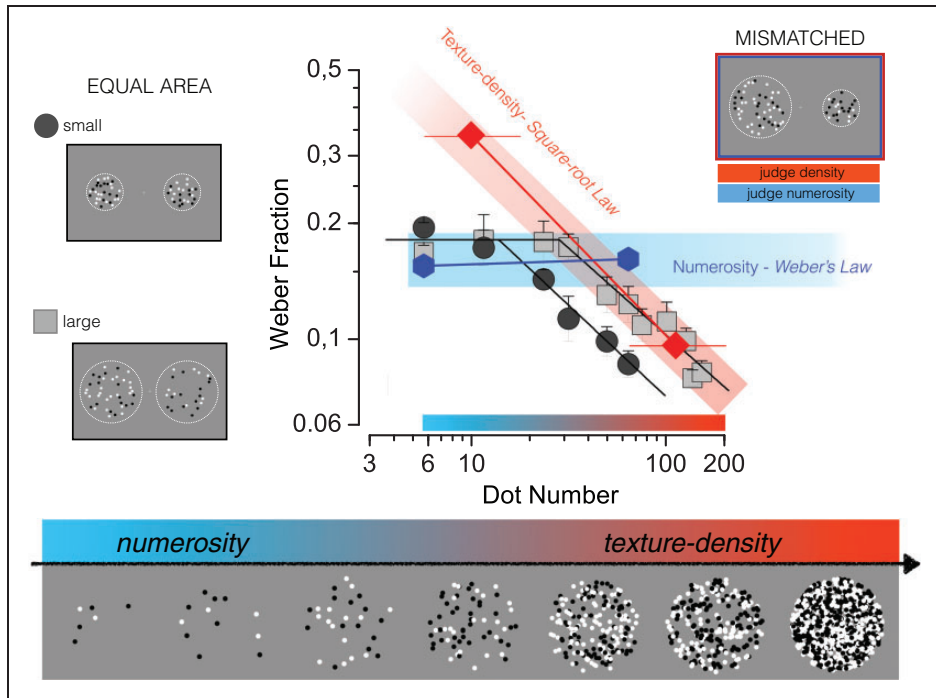 EQUAL AREA
small
large
MISMATCHED
judge density
judge numerosity
Texture-density- Square-root Law
Numerosity - Weber's Law
Weber Fraction
0,5
0,3
0.2
0,1
0.06
3 6 10 100 200
Dot Number
numerosity texture-density